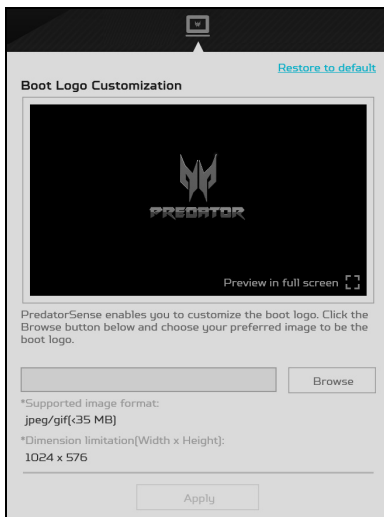 Restore to default
Boot Logo Customization
PREDATOR
Preview in full screen
PredatorSense enables you to customize the boot logo. Click the
Browse button below and choose your preferred image to be the
boot logo.
Browse
*Supported image format:
jpeg/gif(<35 MB)
*Dimension limitation(Width x Height):
1024 x 576
Apply